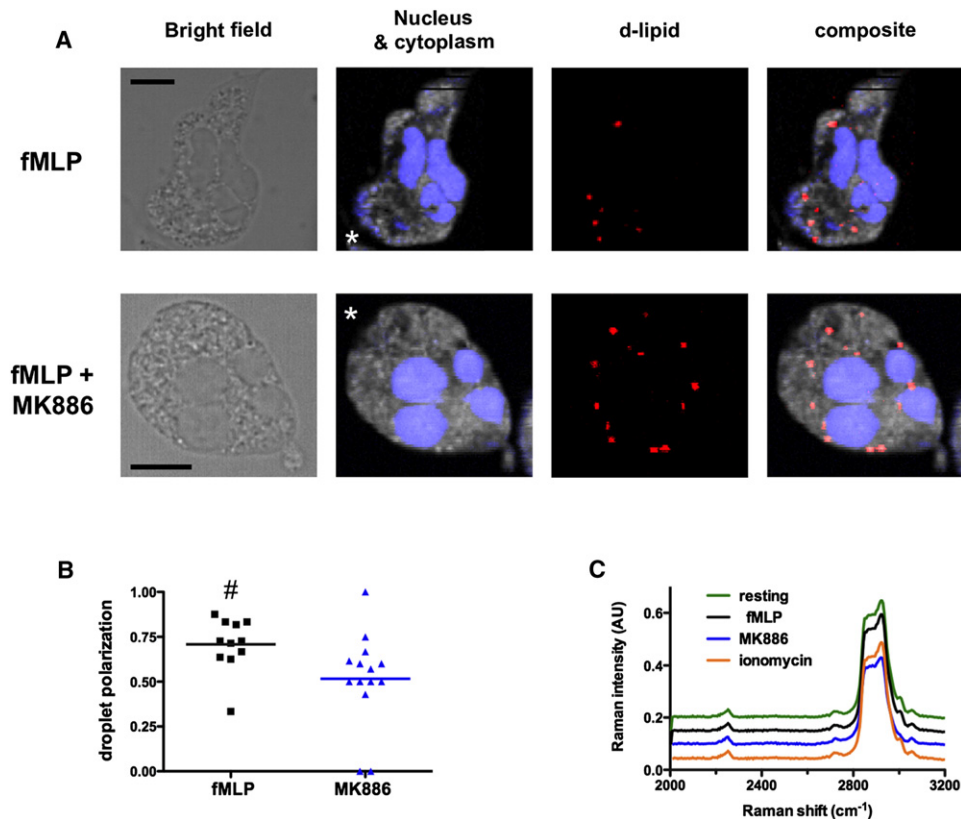 A
Bright field
Nucleus
& cytoplasm
d-lipid
composite
fMLP
*
fMLP +
MK886
*
B
droplet polarization
1.00
0.75
0.50
0.25
0.00
#
fMLP
MK886
C
Raman intensity (AU)
0.6
0.4
0.2
0.0
resting
fMLP
MK886
ionomycin
2000
2400
2800
3200
Raman shift (cm⁻¹)